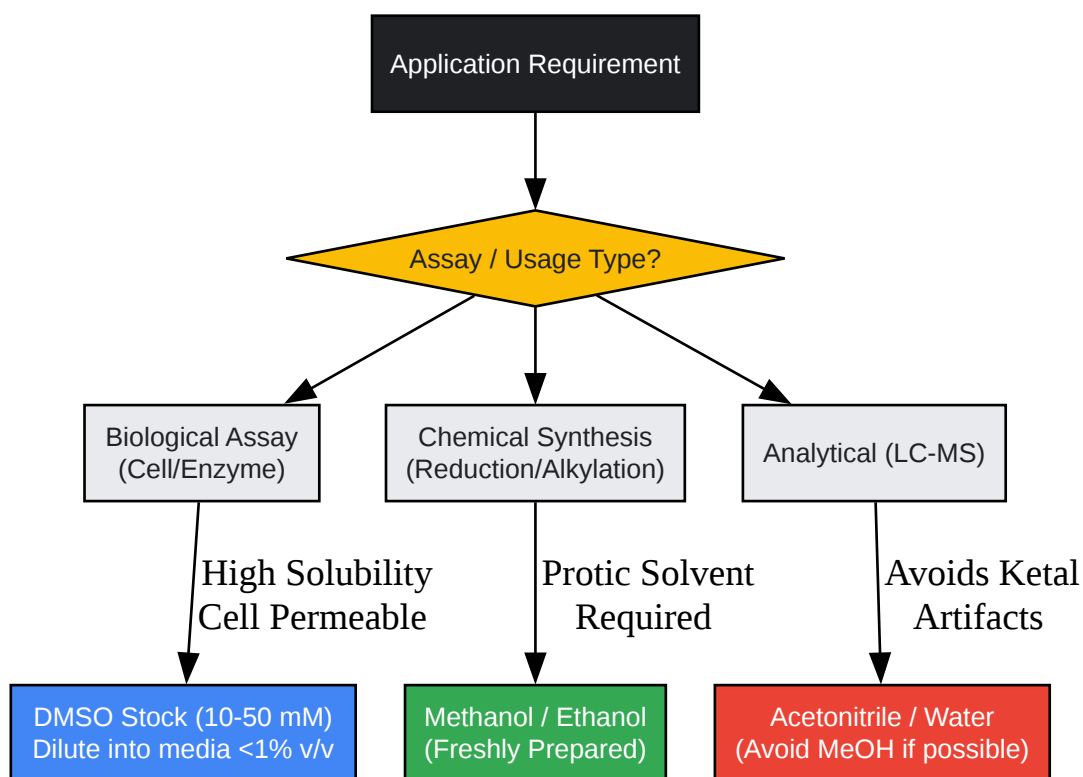 Application Requirement
Assay / Usage Type?
Biological Assay
(Cell/Enzyme)
Chemical Synthesis
(Reduction/Alkylation)
Analytical (LC-MS)
High Solubility
Cell Permeable
Protic Solvent
Required
Avoids Ketal
Artifacts
DMSO Stock (10-50 mM)
Dilute into media <1% v/v
Methanol / Ethanol
(Freshly Prepared)
Acetonitrile / Water
(Avoid MeOH if possible)